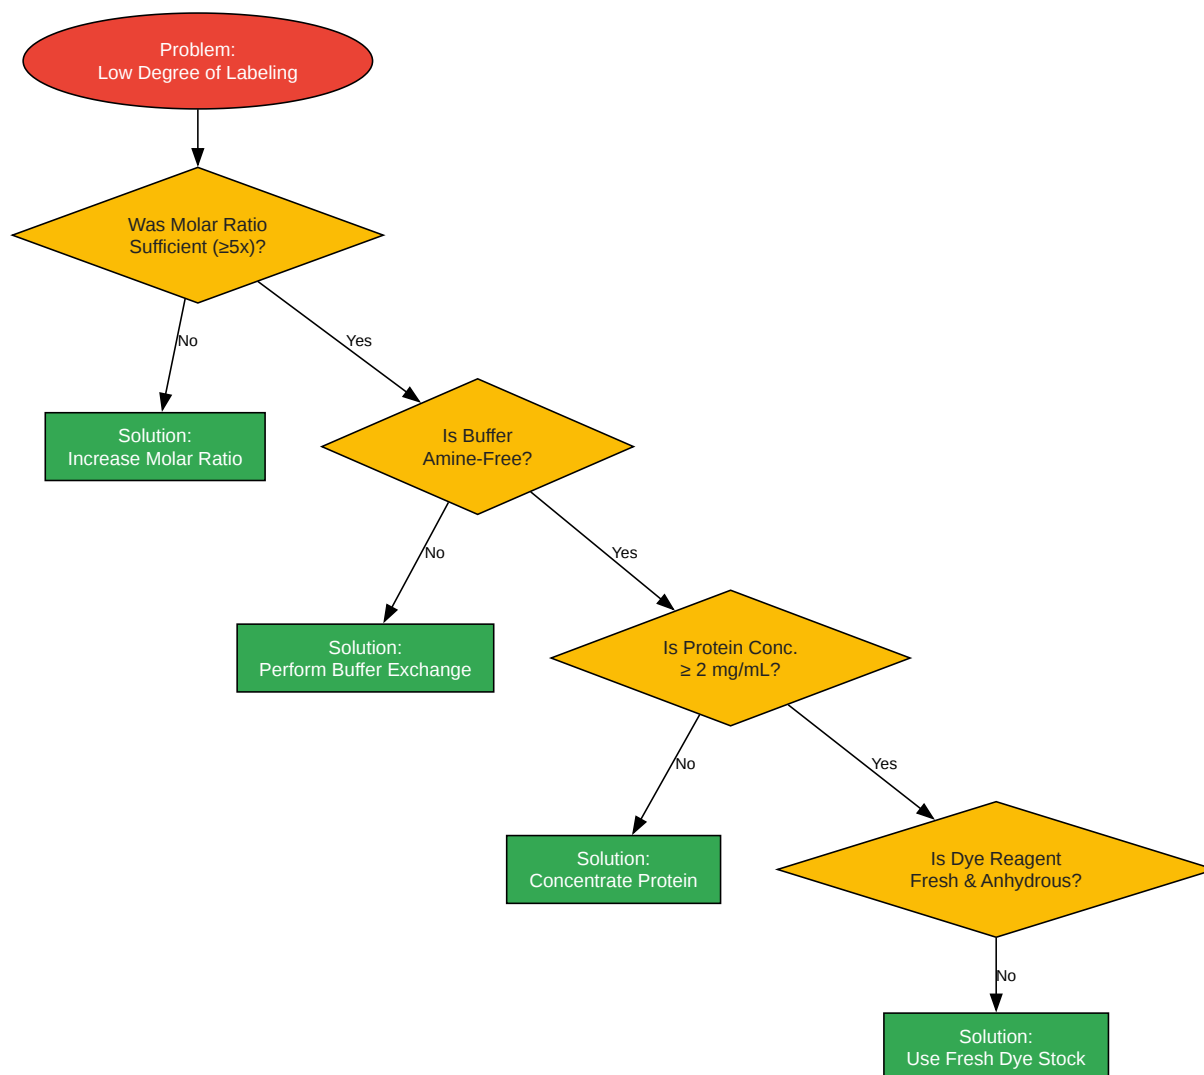 Problem:
Low Degree of Labeling
Was Molar Ratio
Sufficient (≥5x)?
No
Yes
Solution:
Increase Molar Ratio
Is Buffer
Amine-Free?
No
Yes
Solution:
Perform Buffer Exchange
Is Protein Conc.
≥ 2 mg/mL?
No
Yes
Solution:
Concentrate Protein
Is Dye Reagent
Fresh & Anhydrous?
No
Solution:
Use Fresh Dye Stock